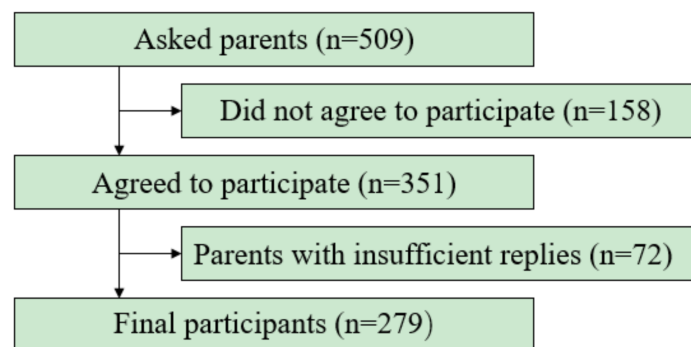 Asked parents (n=509)
Did not agree to participate (n=158)
Agreed to participate (n=351)
Parents with insufficient replies (n=72)
Final participants (n=279)